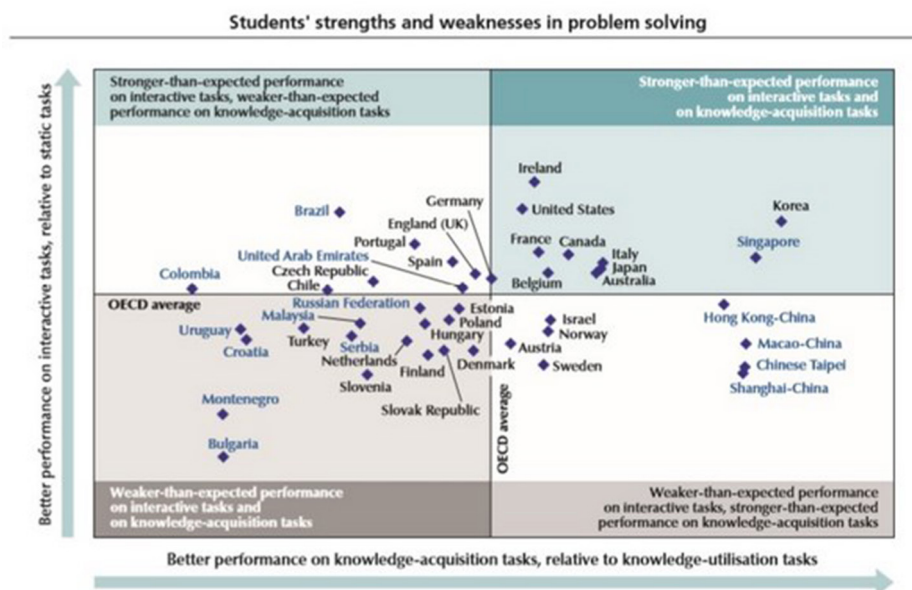 Students' strengths and weaknesses in problem solving
Better performance on interactive tasks, relative to static tasks
Stronger-than-expected performance
on interactive tasks, weaker-than-expected
performance on knowledge-acquisition tasks
Stronger-than-expected performance
on interactive tasks and
on knowledge-acquisition tasks
Ireland
Germany
United States
Korea
Brazil
England (UK)
Portugal
France
Canada
Singapore
United Arab Emirates
Spain
Italy
Colombia
Czech Republic
Japan
Chile
Belgium
Australia
OECD average
Russian Federation
Estonia
Hong Kong-China
Malaysia
Poland
Israel
Uruguay
Turkey
Hungary
Norway
Croatia
Serbia
Austria
Macao-China
Netherlands
Finland
Denmark
Sweden
Chinese Taipei
Slovenia
Shanghai-China
Montenegro
Slovak Republic
OECD average
Bulgaria
Weaker-than-expected performance
on interactive tasks and
on knowledge-acquisition tasks
Weaker-than-expected performance
on interactive tasks, stronger-than-expected
performance on knowledge-acquisition tasks
Better performance on knowledge-acquisition tasks, relative to knowledge-utilisation tasks